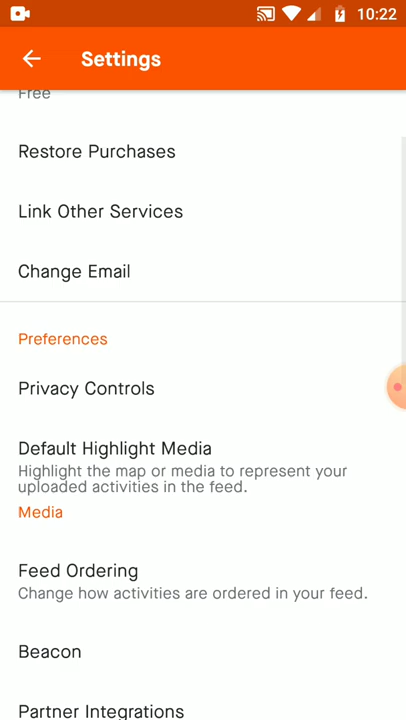 10:22
Settings
Free
Restore Purchases
Link Other Services
Change Email
Preferences
Privacy Controls
Default Highlight Media
Highlight the map or media to represent your
uploaded activities in the feed.
Media
Feed Ordering
Change how activities are ordered in your feed.
Beacon
Partner Integrations